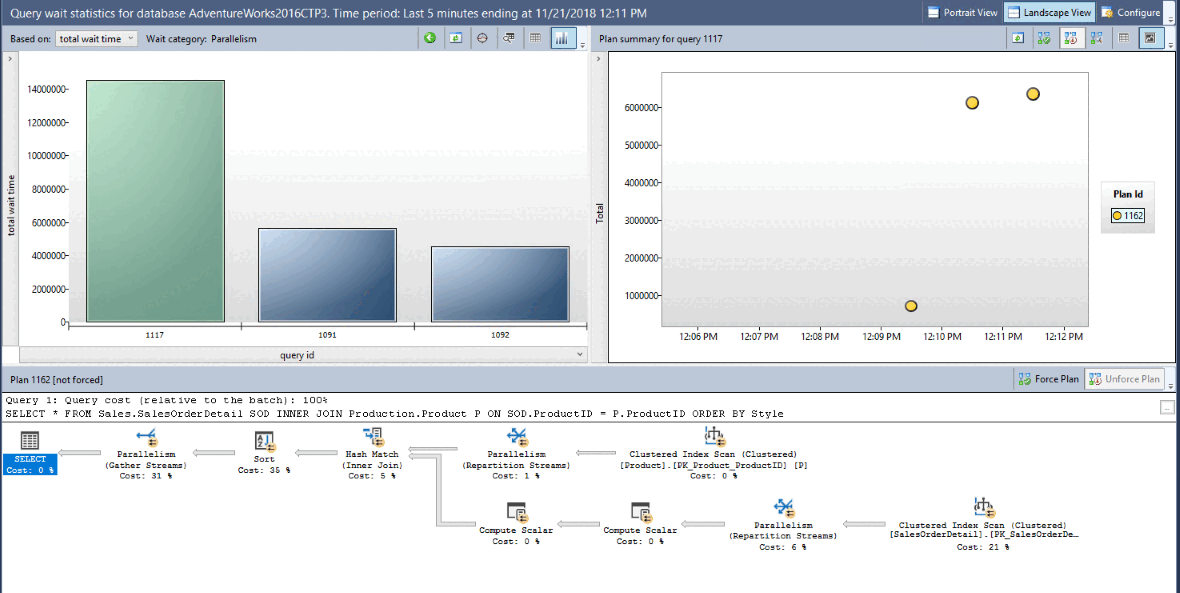 Query wait statistics for database AdventureWorks2016CTP3. Time period: Last 5 minutes ending at 11/21/2018 12:11 PM
Portrait View
Landscape View
Configure
Based on: total wait time
Wait category: Parallelism
Plan summary for query 1117
total wait time
14000000
12000000
10000000
8000000
6000000
4000000
2000000
0
1117
1091
1092
query id
Total
6000000
5000000
4000000
3000000
2000000
1000000
12:06 PM
12:07 PM
12:08 PM
12:09 PM
12:10 PM
12:11 PM
12:12 PM
Plan Id
1162
Plan 1162 [not forced]
Force Plan
Unforce Plan
Query 1: Query cost (relative to the batch): 100%
SELECT * FROM Sales.SalesOrderDetail SOD INNER JOIN Production.Product P ON SOD.ProductID = P.ProductID ORDER BY Style
...
SELECT
Cost: 0 %
Parallelism
(Gather Streams)
Cost: 31 %
Sort
Cost: 35 %
Hash Match
(Inner Join)
Cost: 5 %
Parallelism
(Repartition Streams)
Cost: 1 %
Clustered Index Scan (Clustered)
[Product].[PK_Product_ProductID] [P]
Cost: 0 %
Compute Scalar
Cost: 0 %
Compute Scalar
Cost: 0 %
Parallelism
(Repartition Streams)
Cost: 6 %
Clustered Index Scan (Clustered)
[SalesOrderDetail].[PK_SalesOrderDe…
Cost: 21 %